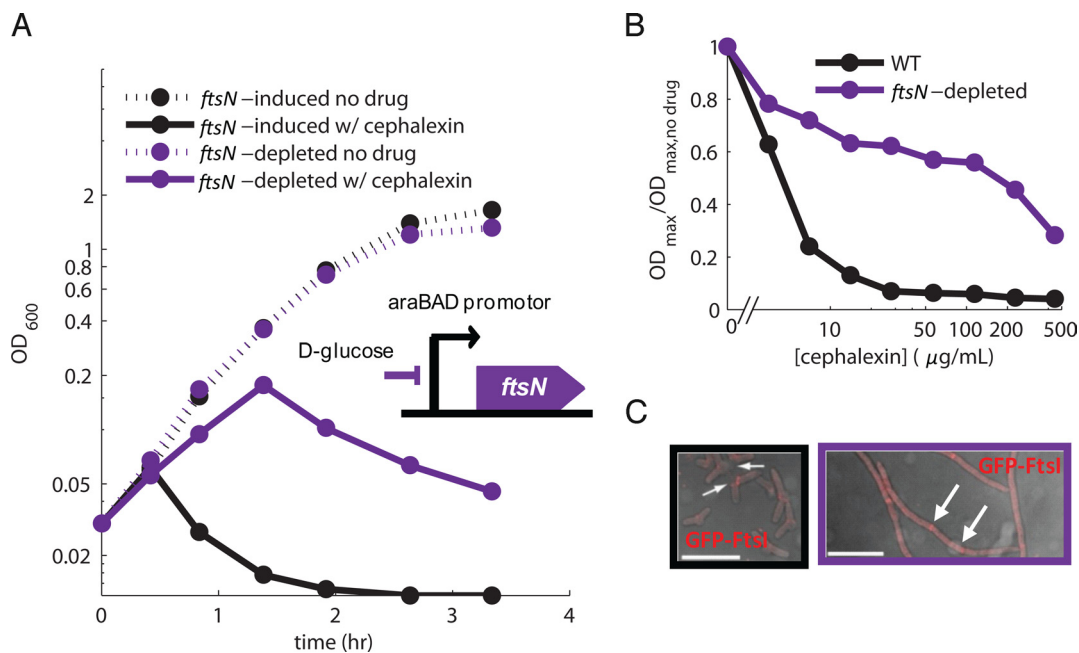 A
ftsN –induced no drug
ftsN –induced w/ cephalexin
ftsN –depleted no drug
ftsN –depleted w/ cephalexin
2
1
0.8
0.6
0.4
0.2
0.05
0.02
OD600
0
1
2
3
4
time (hr)
araBAD promotor
D-glucose
ftsN
B
WT
ftsN –depleted
1
0.8
0.6
0.4
0.2
0
ODmax/ODmax,no drug
0
10
50
100
200
500
[cephalexin] ( μg/mL)
C
GFP-FtsI
GFP-FtsI